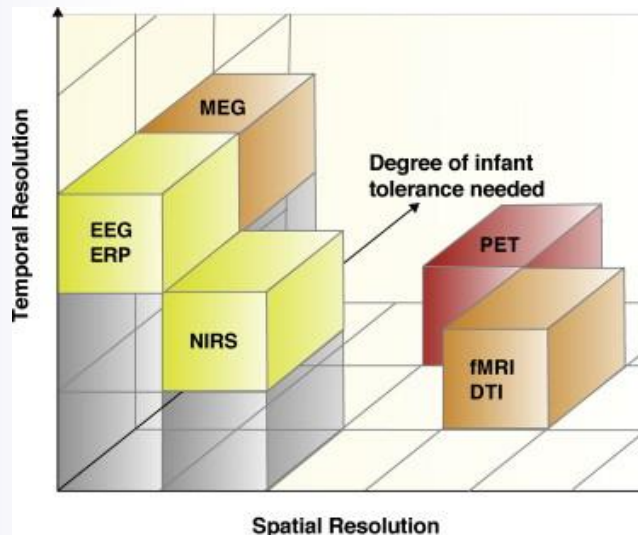 MEG
Degree of infant
tolerance needed
EEG
ERP
PET
NIRS
fMRI
DTI
Temporal Resolution
Spatial Resolution